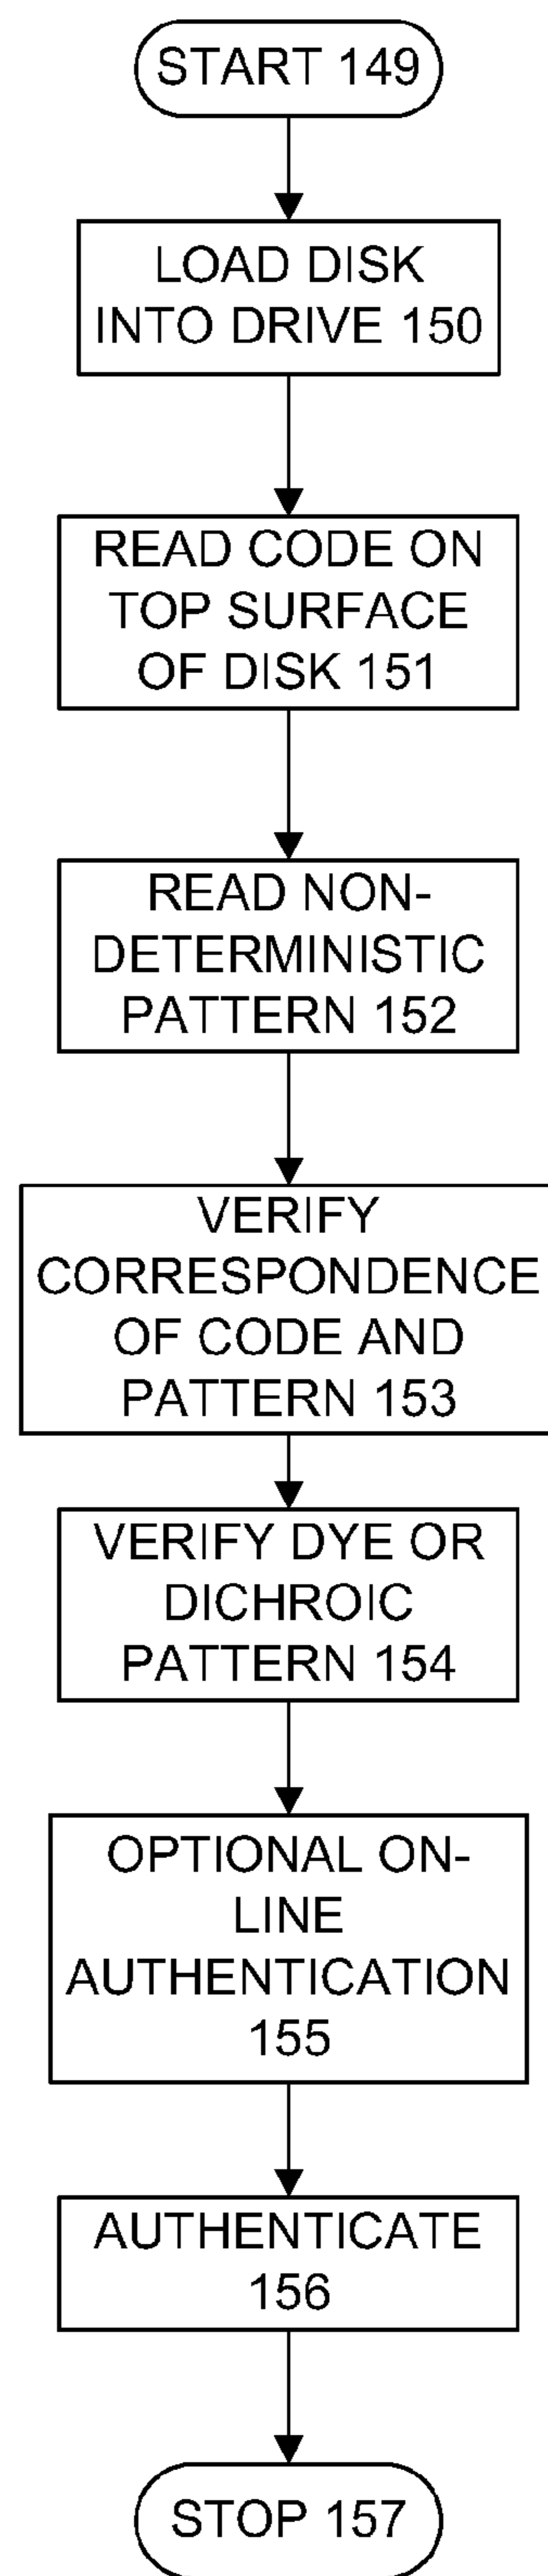 START 149
LOAD DISK
INTO DRIVE 150
READ CODE ON
TOP SURFACE
OF DISK 151
READ NON-
DETERMINISTIC
PATTERN 152
VERIFY
CORRESPONDENCE
OF CODE AND
PATTERN 153
VERIFY DYE OR
DICHROIC
PATTERN 154
OPTIONAL ON-
LINE
AUTHENTICATION
155
AUTHENTICATE
156
STOP 157